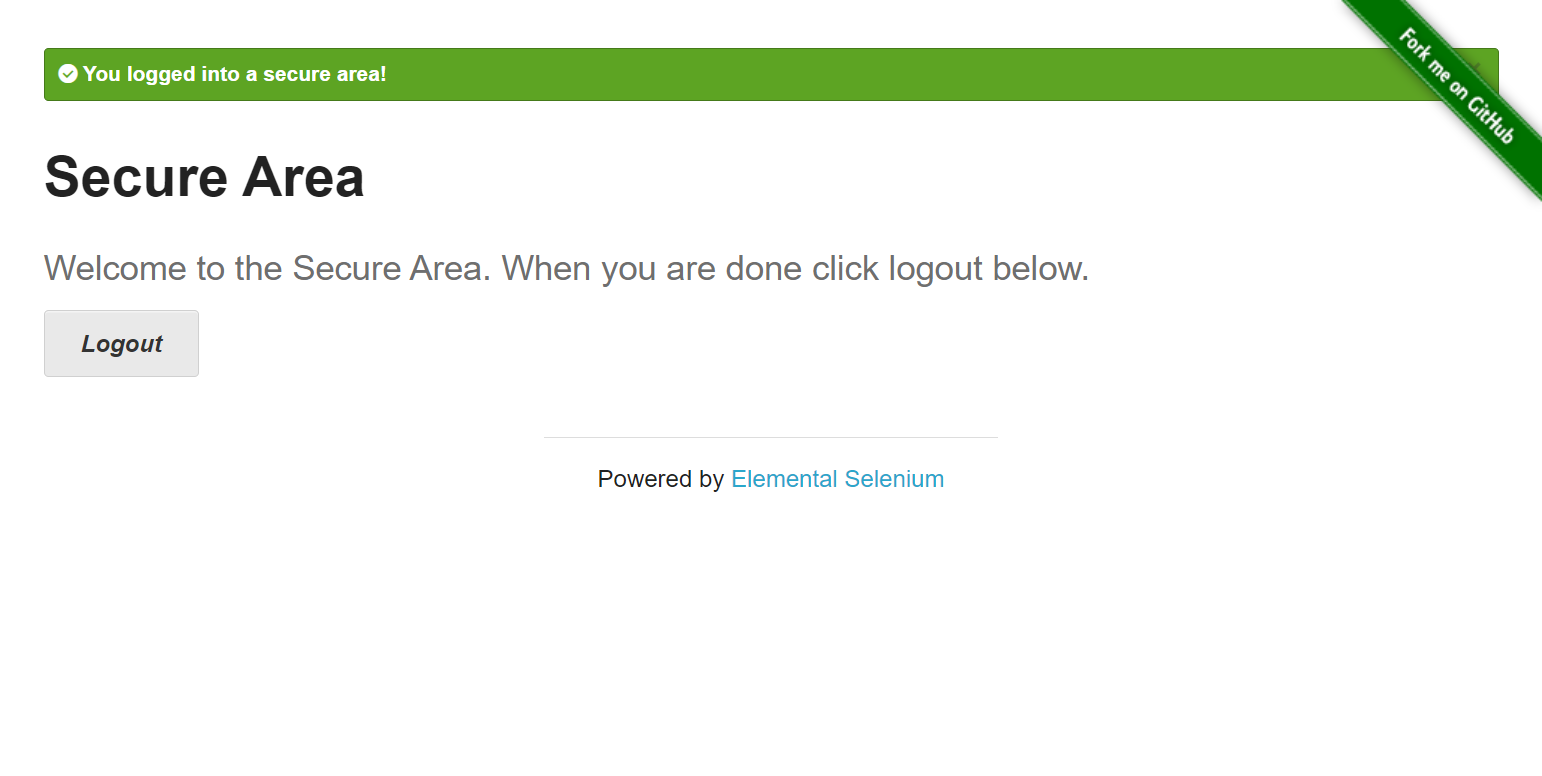 You logged into a secure area!
Fork me on GitHub
Secure Area
Welcome to the Secure Area. When you are done click logout below.
Logout
Powered by Elemental Selenium